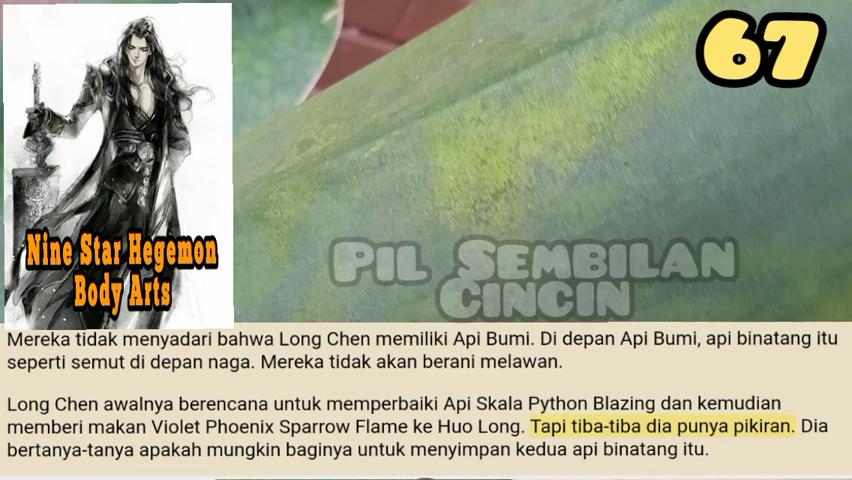 67
Nine Star Hegemon
Body Arts
Pil Sembilan
Cincin
Mereka tidak menyadari bahwa Long Chen memiliki Api Bumi. Di depan Api Bumi, api binatang itu
seperti semut di depan naga. Mereka tidak akan berani melawan.
Long Chen awalnya berencana untuk memperbaiki Api Skala Python Blazing dan kemudian
memberi makan Violet Phoenix Sparrow Flame ke Huo Long. Tapi tiba-tiba dia punya pikiran. Dia
bertanya-tanya apakah mungkin baginya untuk menyimpan kedua api binatang itu.